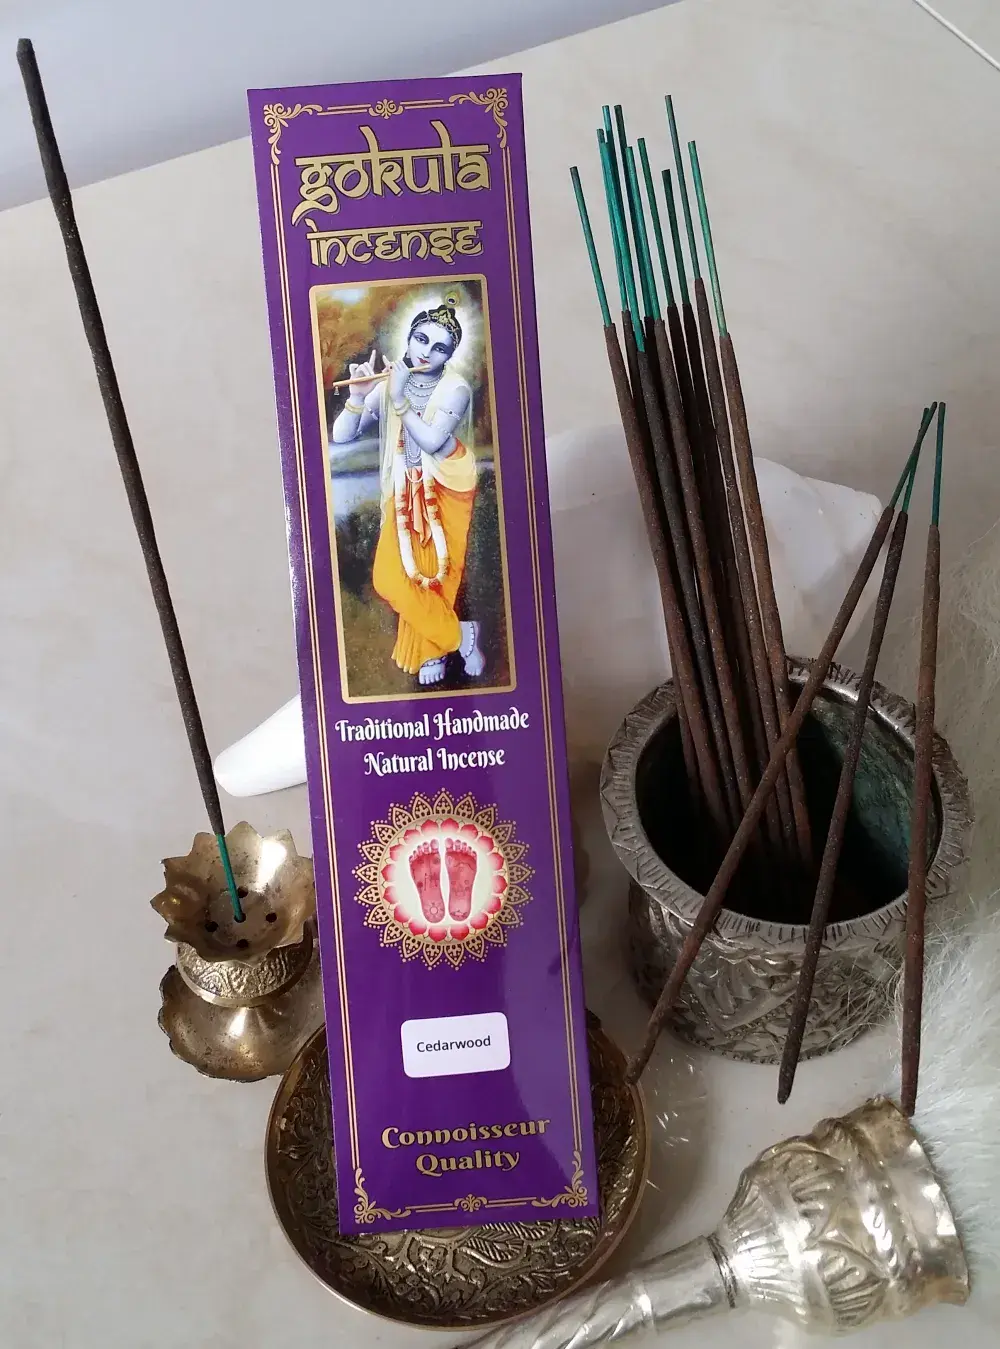 gokula
incense
Traditional Handmade
Natural Incense
Cedarwood
Connoisseur
Quality